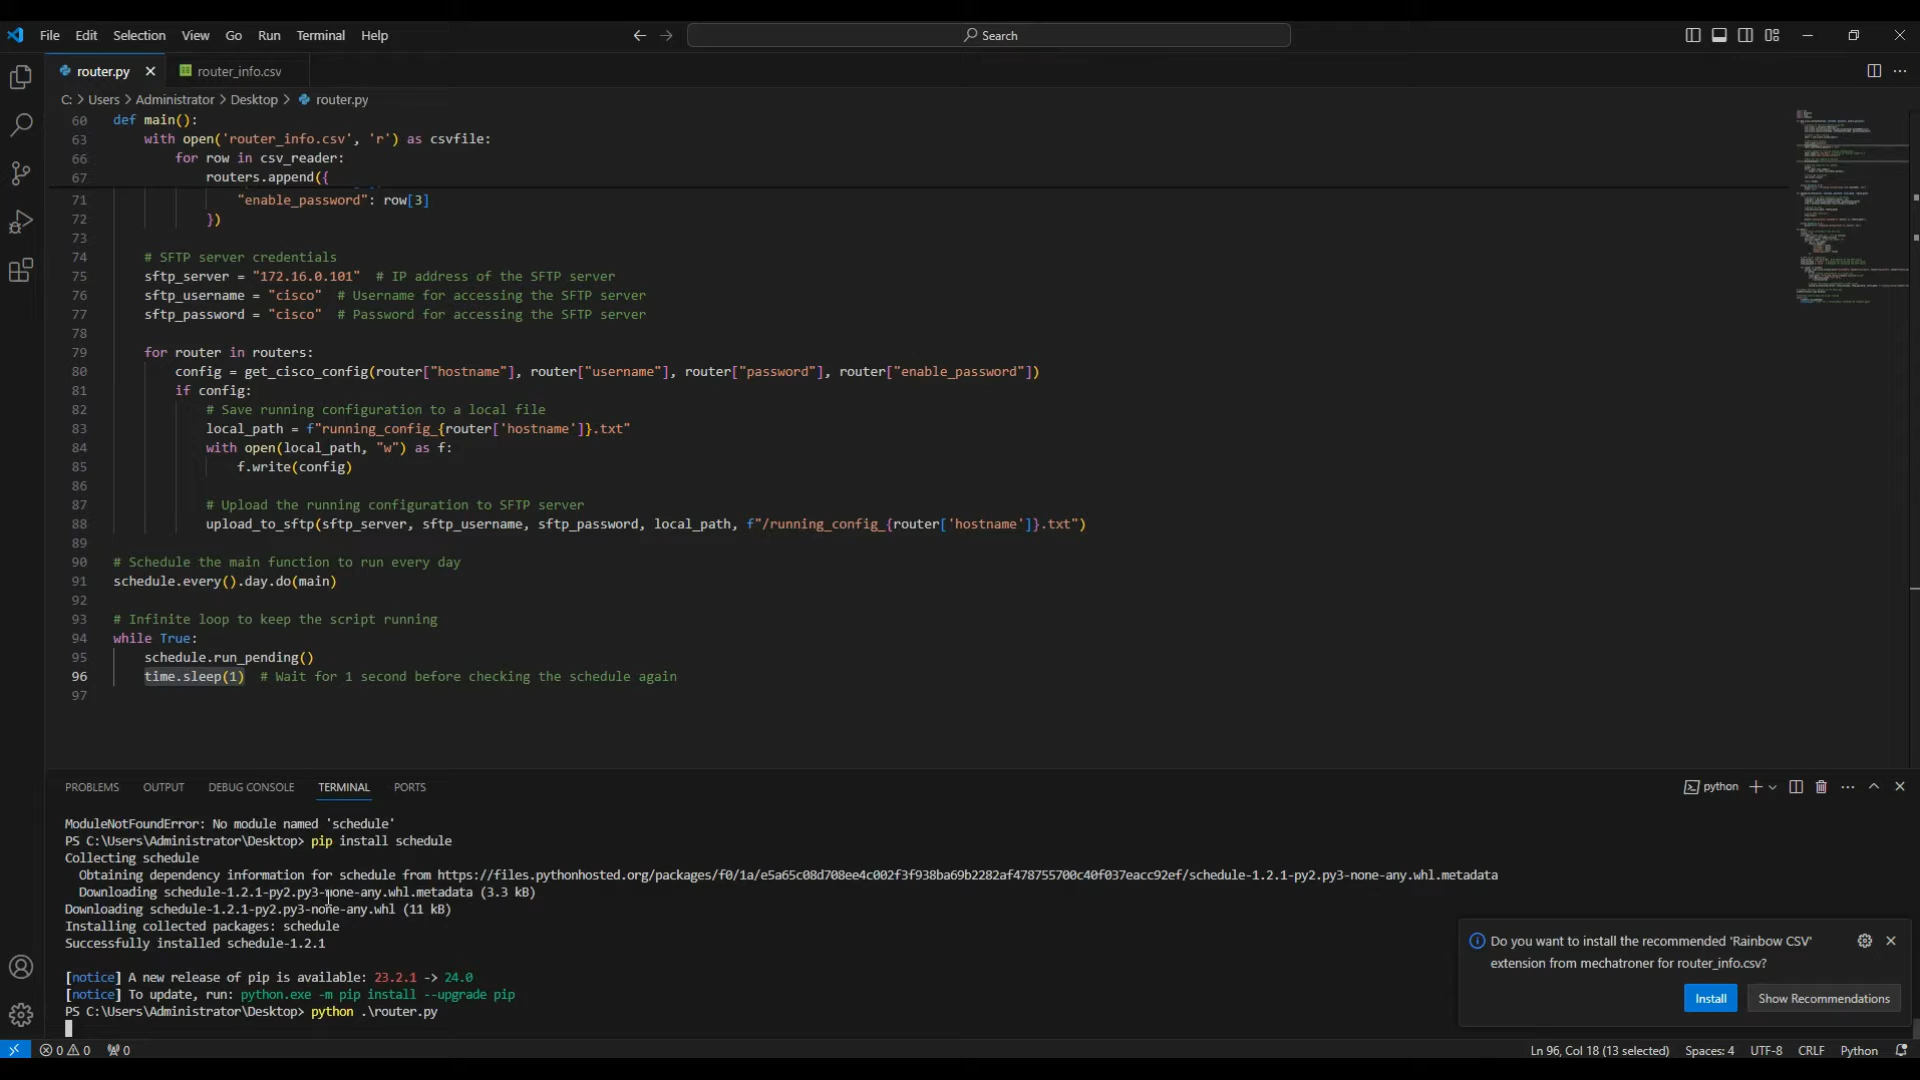 File Edit Selection View Go Run Terminal Help
Search
router.py
router_info.csv
C: > Users > Administrator > Desktop > router.py
60 def main():
63 with open('router_info.csv', 'r') as csvfile:
66 for row in csv_reader:
67 routers.append({
71 "enable_password": row[3]
72 })
73
74 # SFTP server credentials
75 sftp_server = "172.16.0.101" # IP address of the SFTP server
76 sftp_username = "cisco" # Username for accessing the SFTP server
77 sftp_password = "cisco" # Password for accessing the SFTP server
78
79 for router in routers:
80 config = get_cisco_config(router["hostname"], router["username"], router["password"], router["enable_password"])
81 if config:
82 # Save running configuration to a local file
83 local_path = f"running_config_{router['hostname']}.txt"
84 with open(local_path, "w") as f:
85 f.write(config)
86
87 # Upload the running configuration to SFTP server
88 upload_to_sftp(sftp_server, sftp_username, sftp_password, local_path, f"/running_config_{router['hostname']}.txt")
89
90 # Schedule the main function to run every day
91 schedule.every().day.do(main)
92
93 # Infinite loop to keep the script running
94 while True:
95 schedule.run_pending()
96 time.sleep(1) # Wait for 1 second before checking the schedule again
97
PROBLEMS OUTPUT DEBUG CONSOLE TERMINAL PORTS
python
ModuleNotFoundError: No module named 'schedule'
PS C:\Users\Administrator\Desktop> pip install schedule
Collecting schedule
Obtaining dependency information for schedule from https://files.pythonhosted.org/packages/f0/1a/e5a65c08d708ee4c002f3f938ba69b2282af478755700c40f037eacc92ef/schedule-1.2.1-py2.py3-none-any.whl.metadata
Downloading schedule-1.2.1-py2.py3-none-any.whl.metadata (3.3 kB)
Downloading schedule-1.2.1-py2.py3-none-any.whl (11 kB)
Installing collected packages: schedule
Successfully installed schedule-1.2.1
[notice] A new release of pip is available: 23.2.1 -> 24.0
[notice] To update, run: python.exe -m pip install --upgrade pip
PS C:\Users\Administrator\Desktop> python .\router.py
Do you want to install the recommended 'Rainbow CSV'
extension from mechatroner for router_info.csv?
Install
Show Recommendations
0 0 0
Ln 96, Col 18 (13 selected) Spaces: 4 UTF-8 CRLF Python